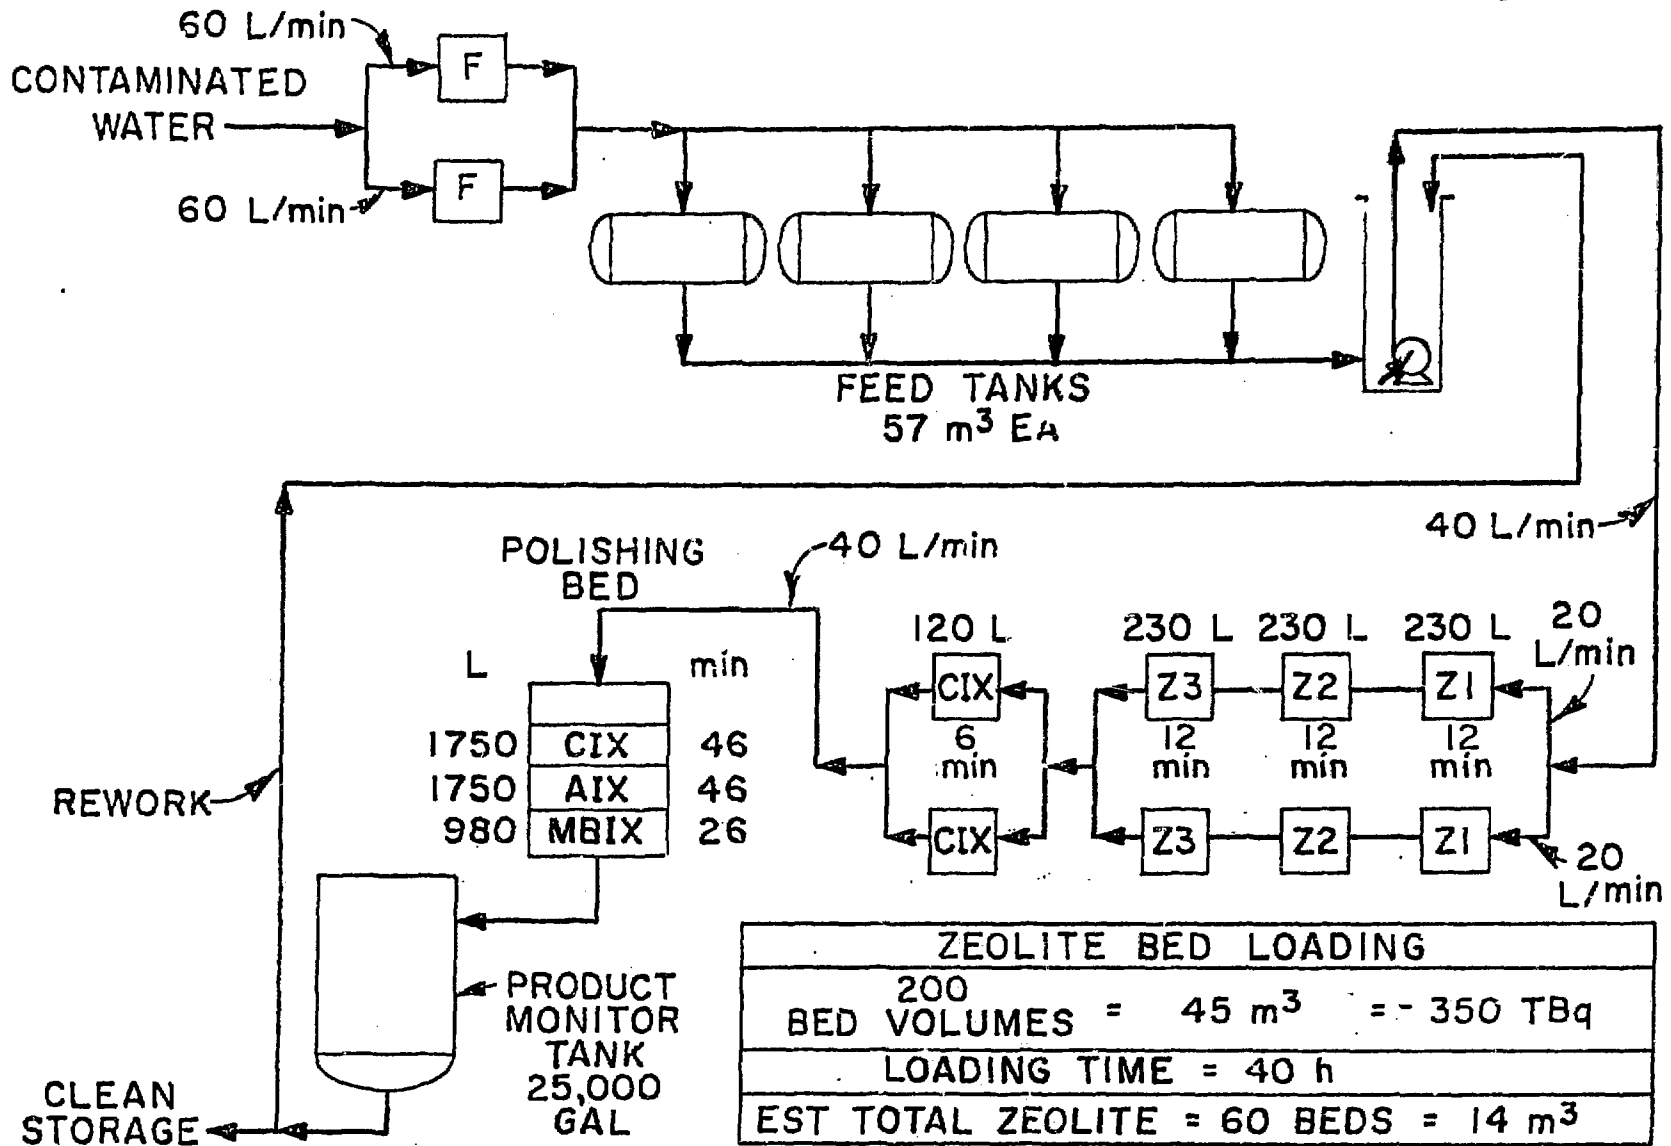 60 L/min
F
CONTAMINATED
WATER
60 L/min
F
FEED TANKS
57 m³ EA
40 L/min
POLISHING
BED
40 L/min
120 L
230 L 230 L 230 L
20
L/min
CIX
Z3
Z2
Z1
6
min
12
min
12
min
12
min
CIX
Z3
Z2
Z1
20
L/min
L
min
1750 CIX 46
1750 AIX 46
980 MBIX 26
REWORK
PRODUCT
MONITOR
TANK
25,000
GAL
CLEAN
STORAGE
ZEOLITE BED LOADING
200
BED VOLUMES = 45 m³ =- 350 TBq
LOADING TIME = 40 h
EST TOTAL ZEOLITE = 60 BEDS = 14 m³